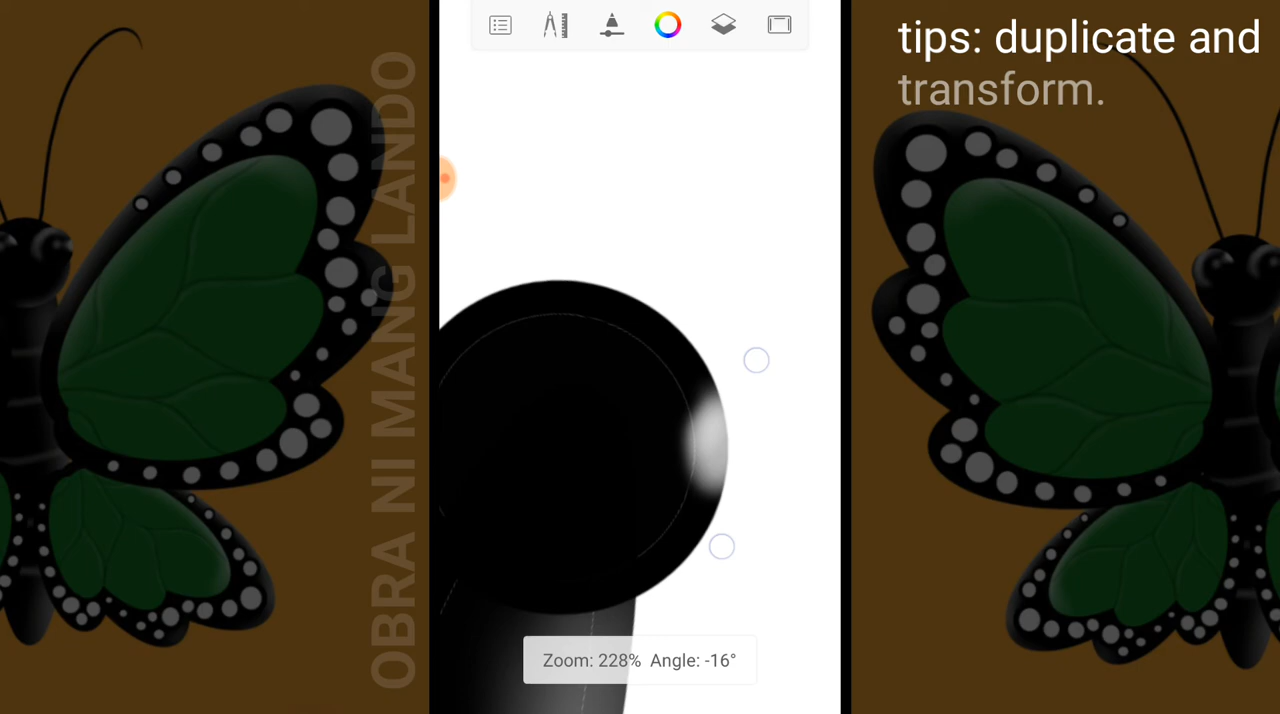 OBRA NI MANG LANDO
tips: duplicate and
transform.
Zoom: 228% Angle: -16°